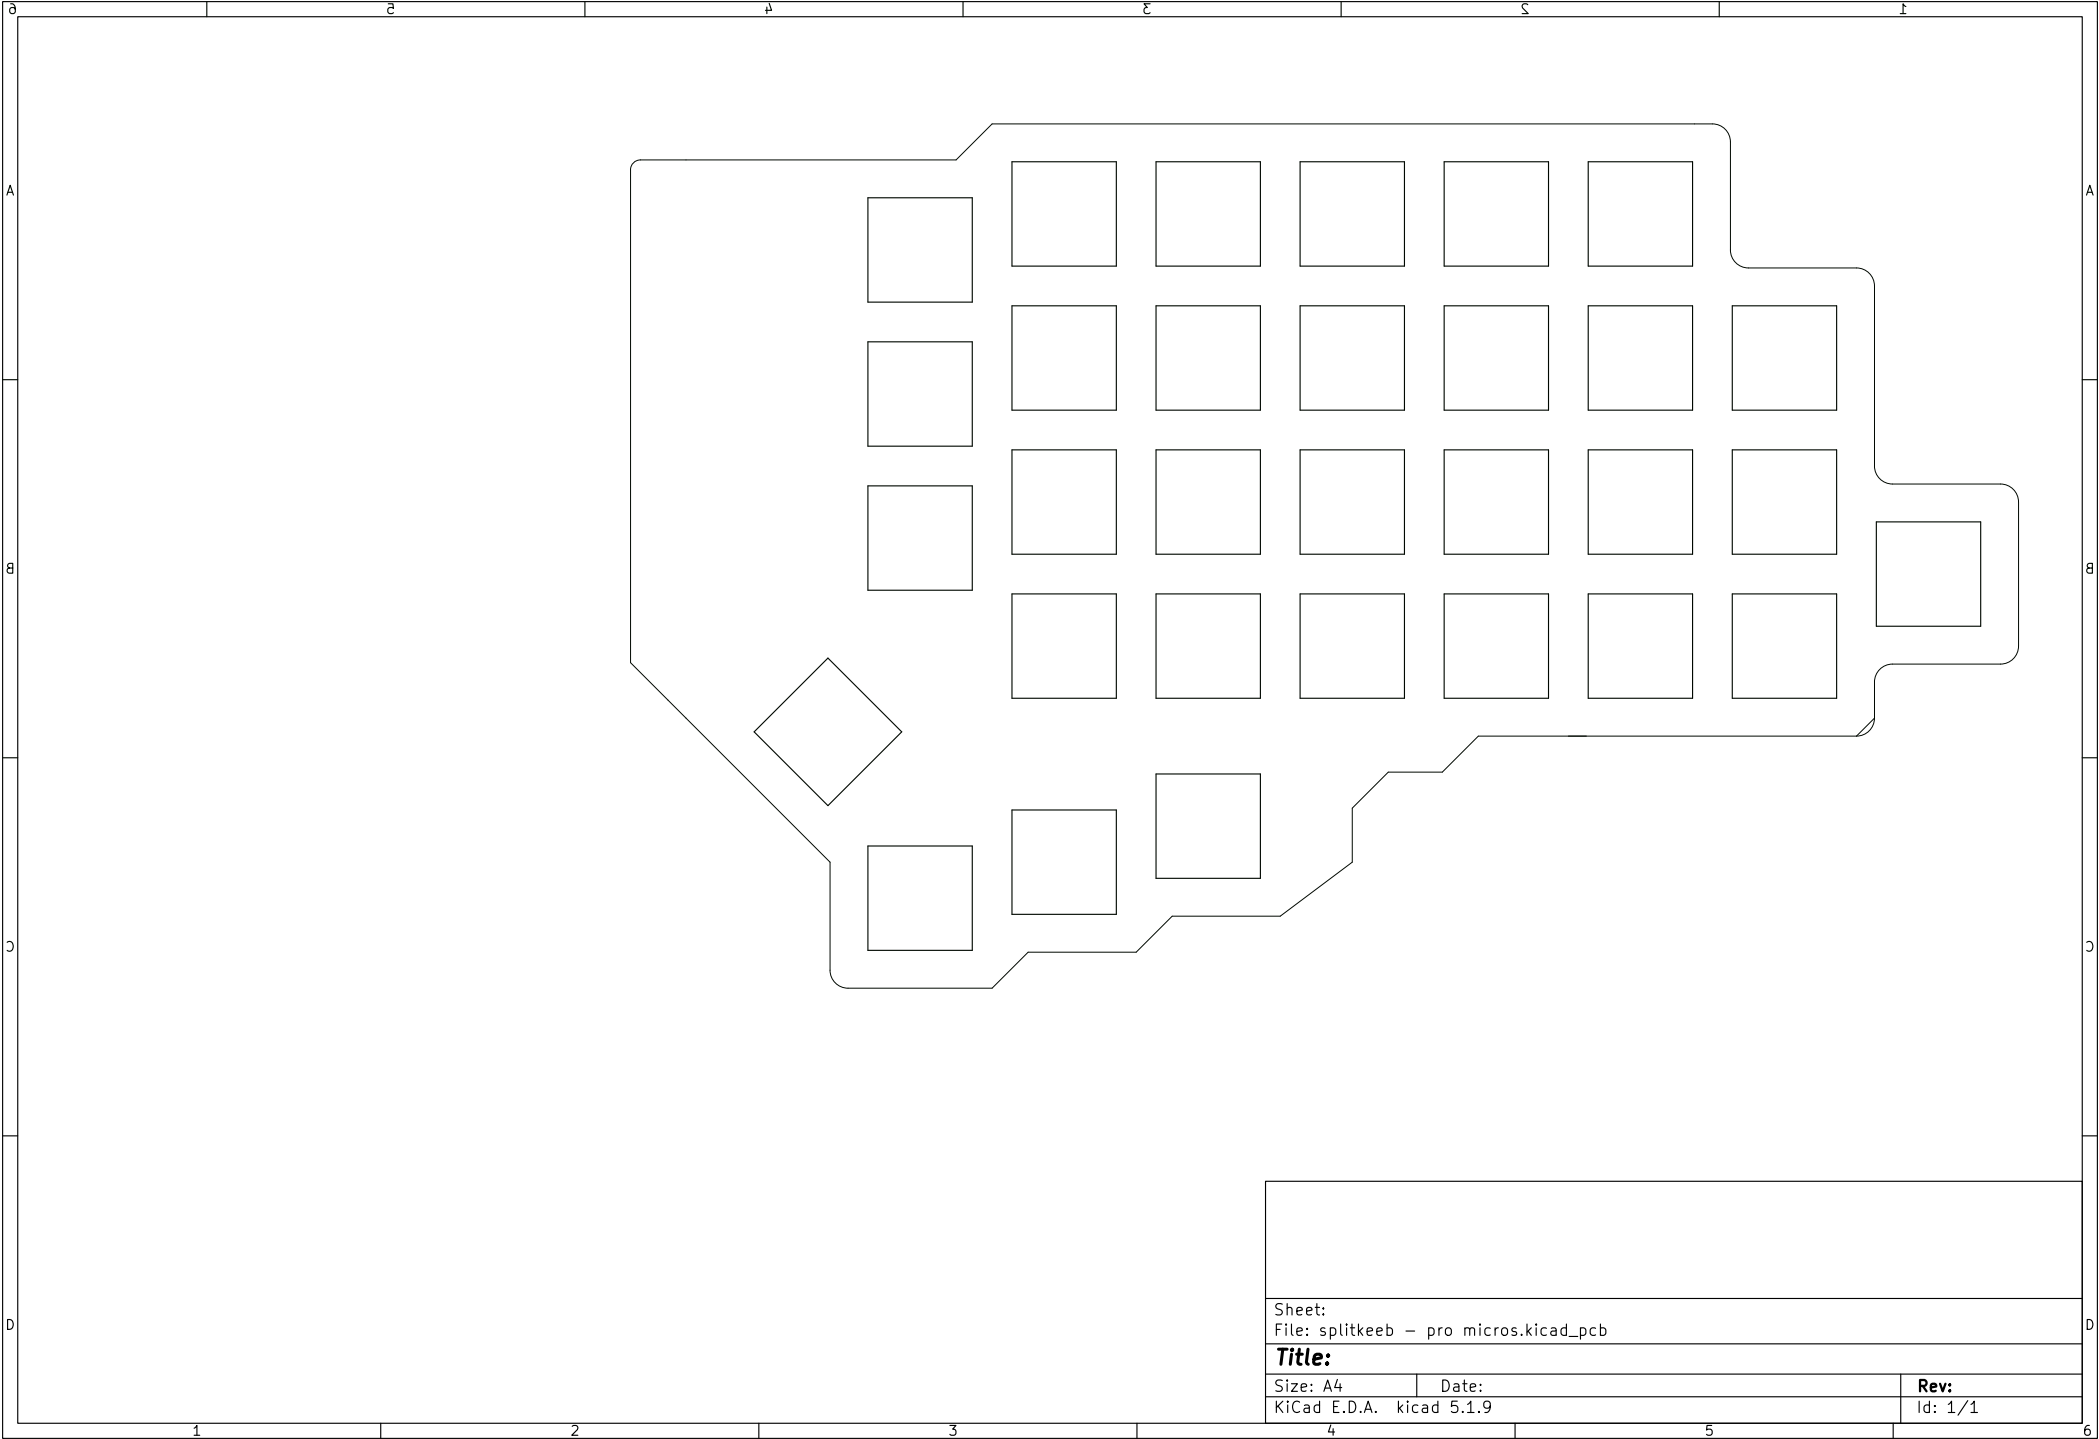 6 5 4 3 2 1
A A
B B
C C
Sheet:
File: splitkeeb – pro micros.kicad_pcb
D D
Title:
Size: A4 Date: Rev:
KiCad E.D.A. kicad 5.1.9 Id: 1/1
1 2 3 4 5 6